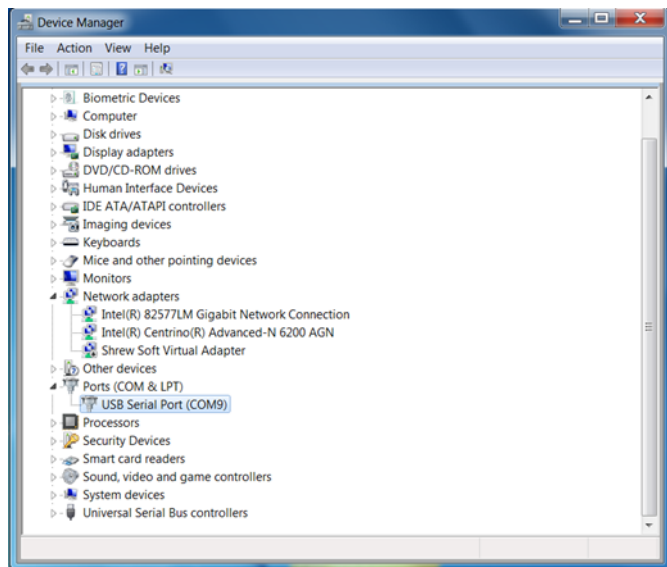 Device Manager
File Action View Help
Biometric Devices
Computer
Disk drives
Display adapters
DVD/CD-ROM drives
Human Interface Devices
IDE ATA/ATAPI controllers
Imaging devices
Keyboards
Mice and other pointing devices
Monitors
Network adapters
Intel(R) 82577LM Gigabit Network Connection
Intel(R) Centrino(R) Advanced-N 6200 AGN
Shrew Soft Virtual Adapter
Other devices
Ports (COM & LPT)
USB Serial Port (COM9)
Processors
Security Devices
Smart card readers
Sound, video and game controllers
System devices
Universal Serial Bus controllers